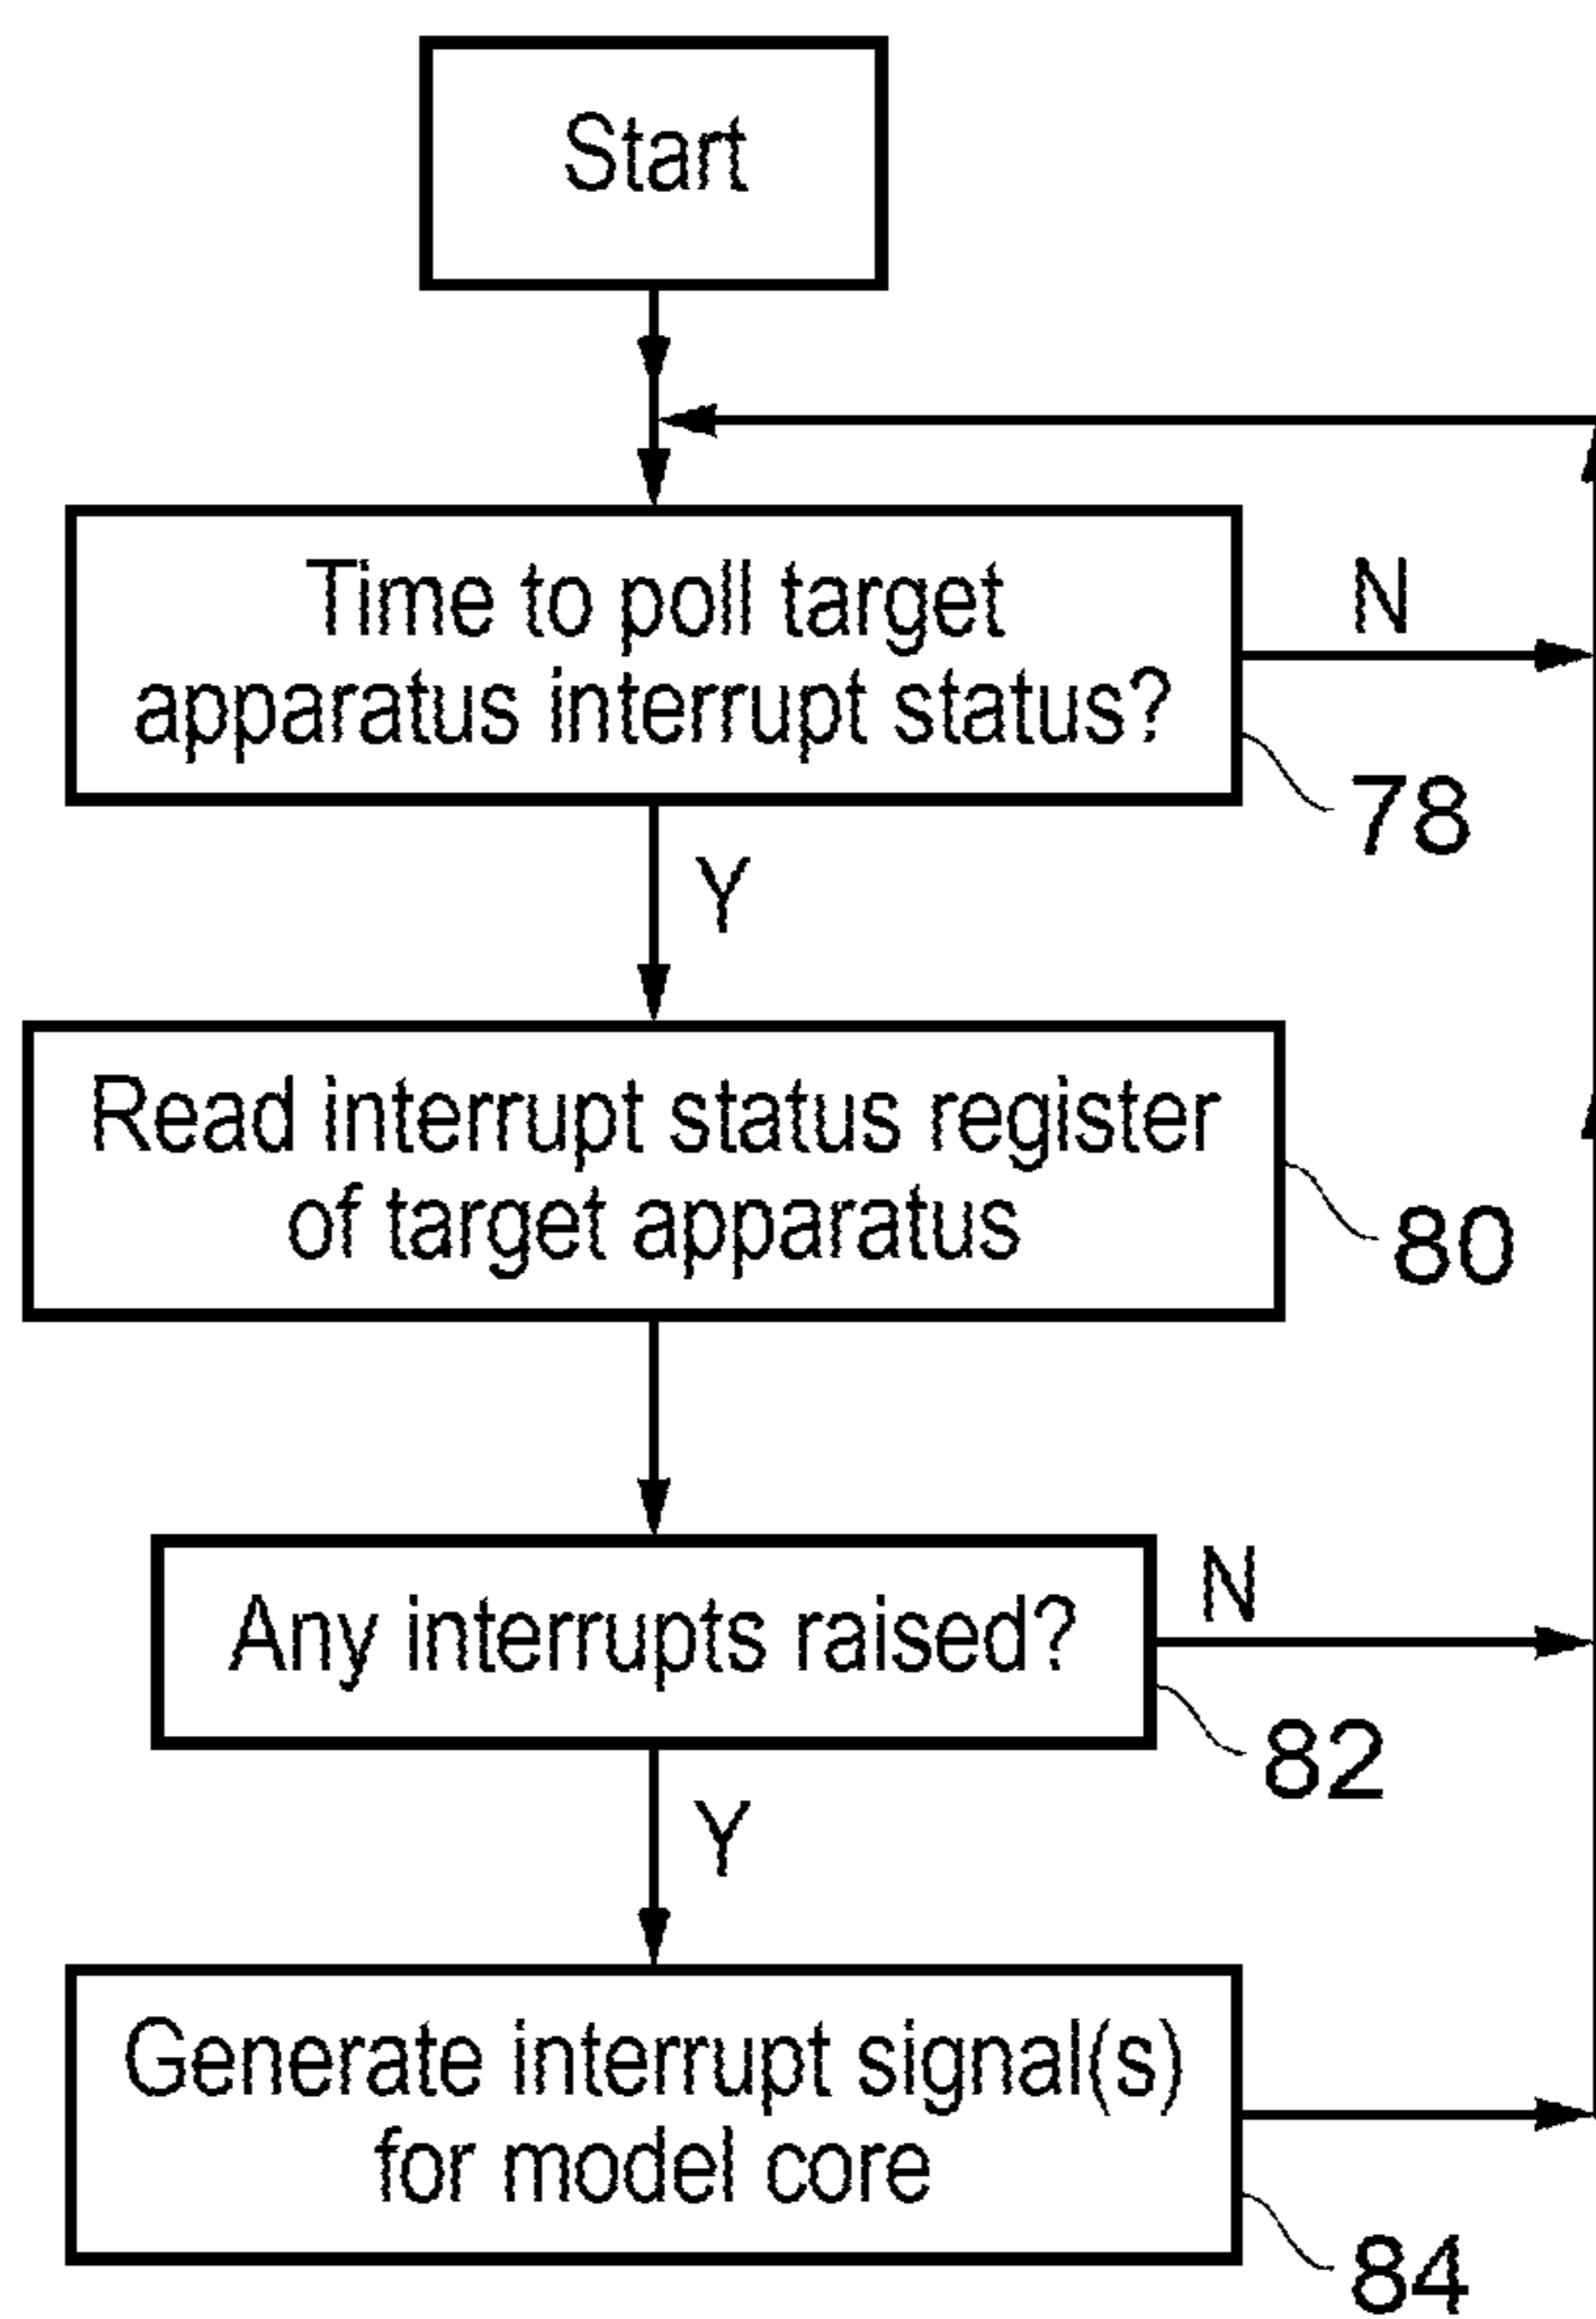 Start
Time to poll target
apparatus interrupt status?
N
78
Y
Read interrupt status register
of target apparatus
80
Any interrupts raised?
N
82
Y
Generate interrupt signal(s)
for model core
84